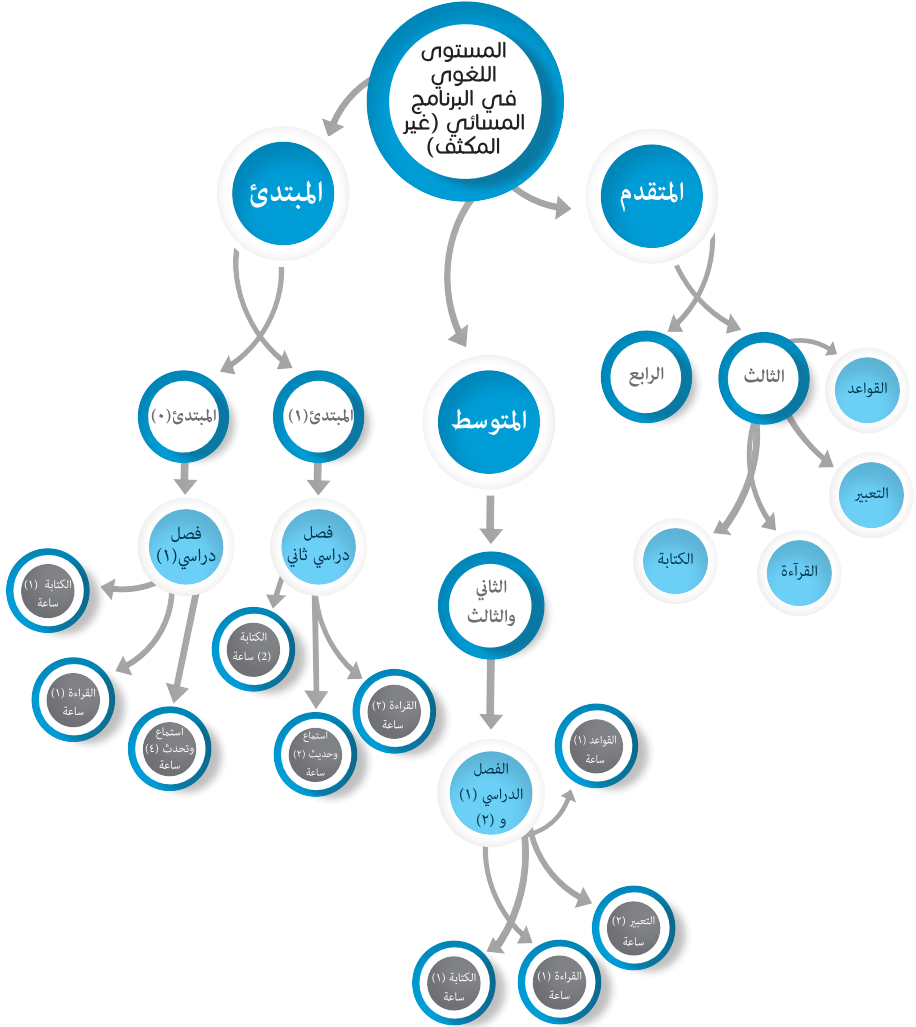 المستوى
اللغوي
في البرنامج
المسائي (غير
المكثف)
المتقدم
المبتدئ
الرابع
الثالث
القواعد
التعبير
القرآءة
الكتابة
المتوسط
المبتدئ(١)
المبتدئ(٠)
فصل
دراسي ثاني
فصل
دراسي(١)
الكتابة (١)
ساعة
القراءة (١)
ساعة
استماع
وتحدث (٤)
ساعة
الكتابة
(2) ساعة
استماع
وحديث (٢)
ساعة
القراءة (٢)
ساعة
الثاني
والثالث
الفصل
الدراسي (١)
و (٢)
القواعد (١)
ساعة
التعبير (٢)
ساعة
القراءة (١)
ساعة
الكتابة (١)
ساعة